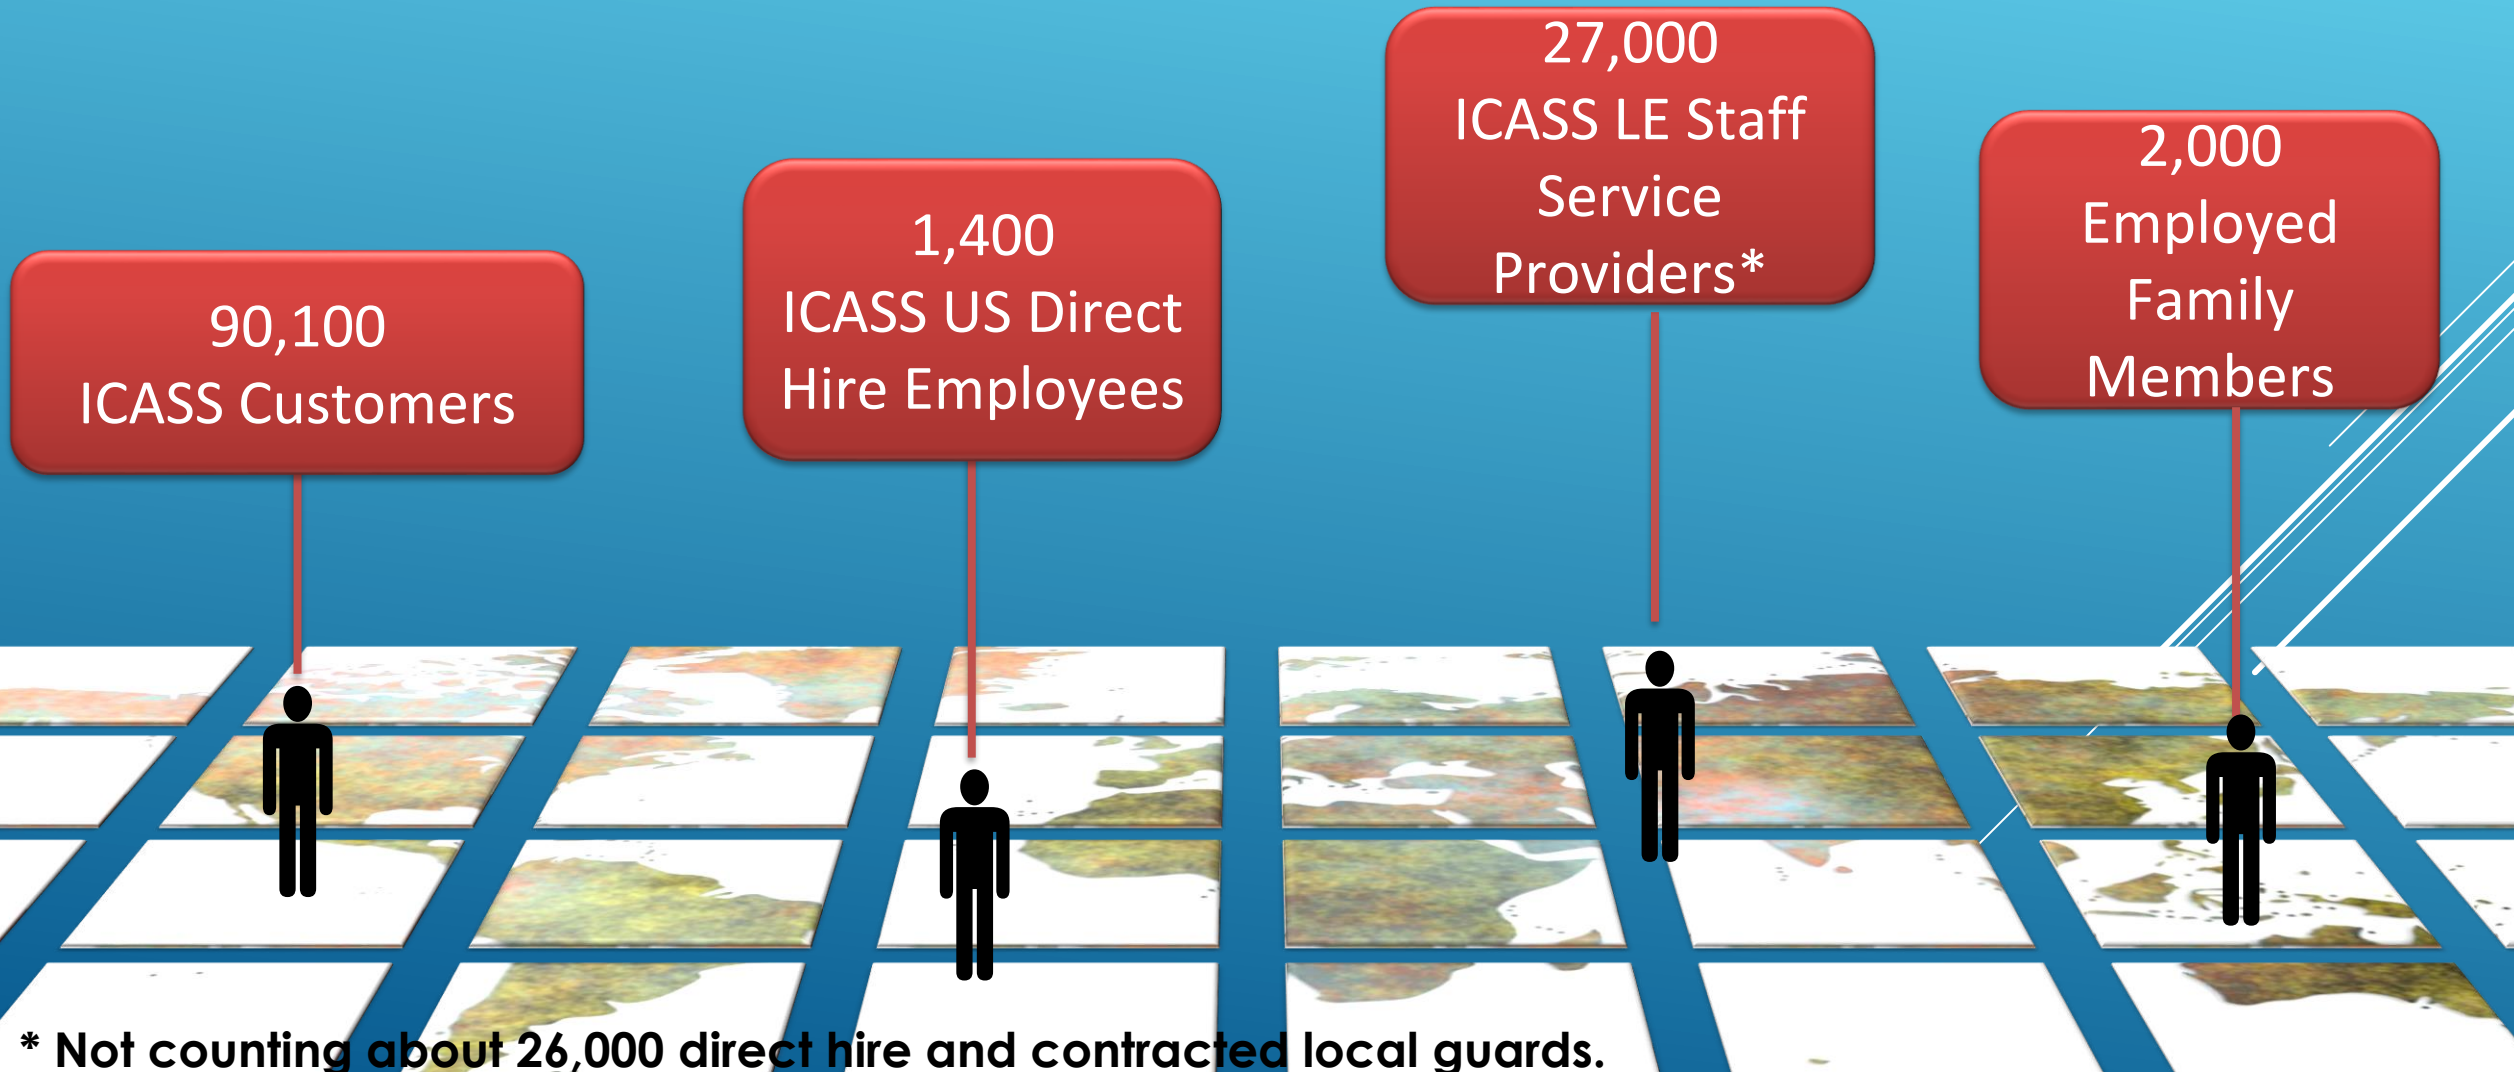 90,100
ICASS Customers
1,400
ICASS US Direct
Hire Employees
27,000
ICASS LE Staff
Service
Providers*
2,000
Employed
Family
Members
* Not counting about 26,000 direct hire and contracted local guards.